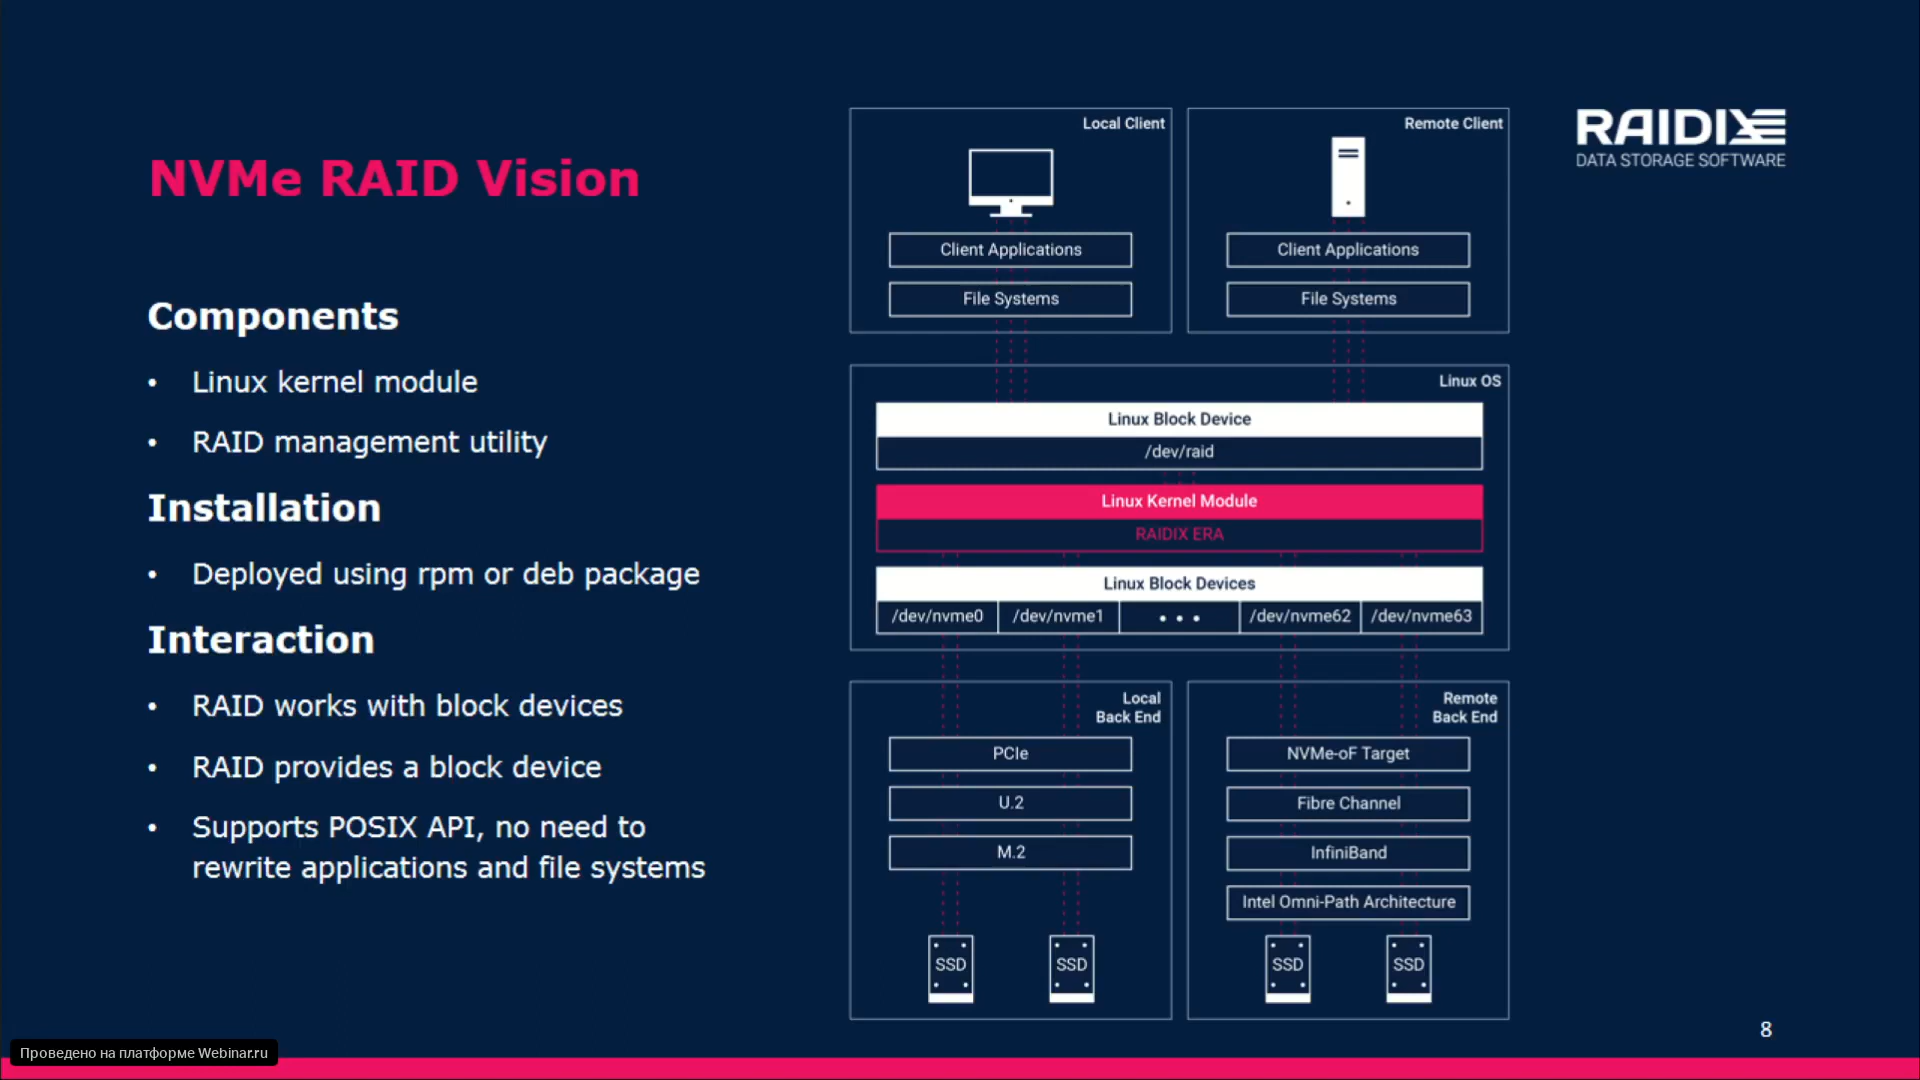 NVMe RAID Vision
Components
• Linux kernel module
• RAID management utility
Installation
• Deployed using rpm or deb package
Interaction
• RAID works with block devices
• RAID provides a block device
• Supports POSIX API, no need to
rewrite applications and file systems
Local Client
Client Applications
File Systems
Remote Client
Client Applications
File Systems
Linux OS
Linux Block Device
/dev/raid
Linux Kernel Module
RAIDIX ERA
Linux Block Devices
/dev/nvme0 /dev/nvme1 • • • /dev/nvme62 /dev/nvme63
Local
Back End
PCIe
U.2
M.2
SSD SSD
Remote
Back End
NVMe-oF Target
Fibre Channel
InfiniBand
Intel Omni-Path Architecture
SSD SSD
RAIDIX
DATA STORAGE SOFTWARE
8
Проведено на платформе Webinar.ru